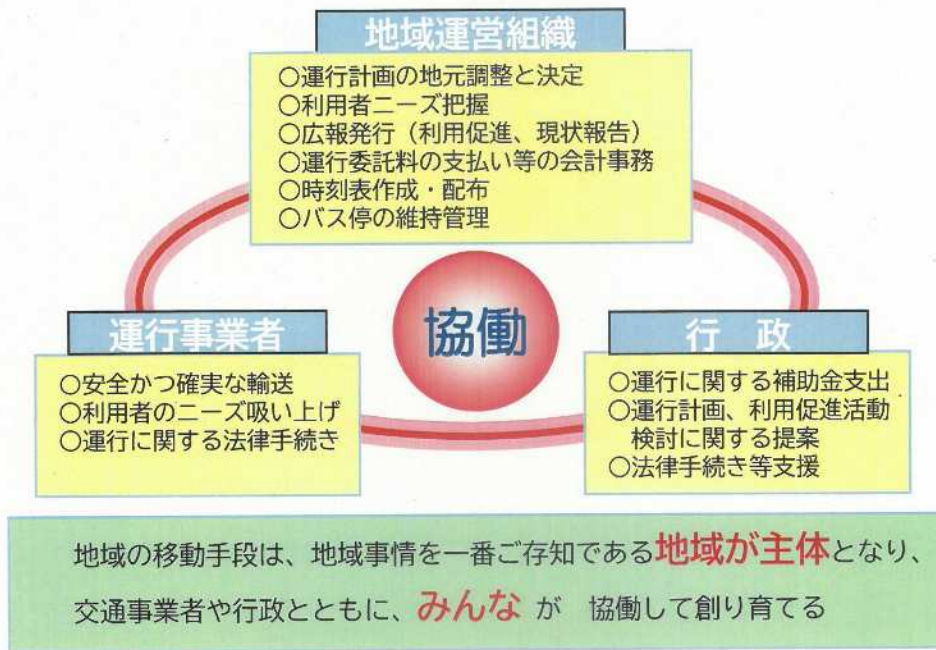 地域運営組織
○運行計画の地元調整と決定
○利用者ニーズ把握
○広報発行（利用促進、現状報告）
○運行委託料の支払い等の会計事務
○時刻表作成・配布
○バス停の維持管理
協働
運行事業者
○安全かつ確実な輸送
○利用者のニーズ吸い上げ
○運行に関する法律手続き
行 政
○運行に関する補助金支出
○運行計画、利用促進活動
検討に関する提案
○法律手続き等支援
地域の移動手段は、地域事情を一番ご存知である地域が主体となり、
交通事業者や行政とともに、みんな が 協働して創り育てる